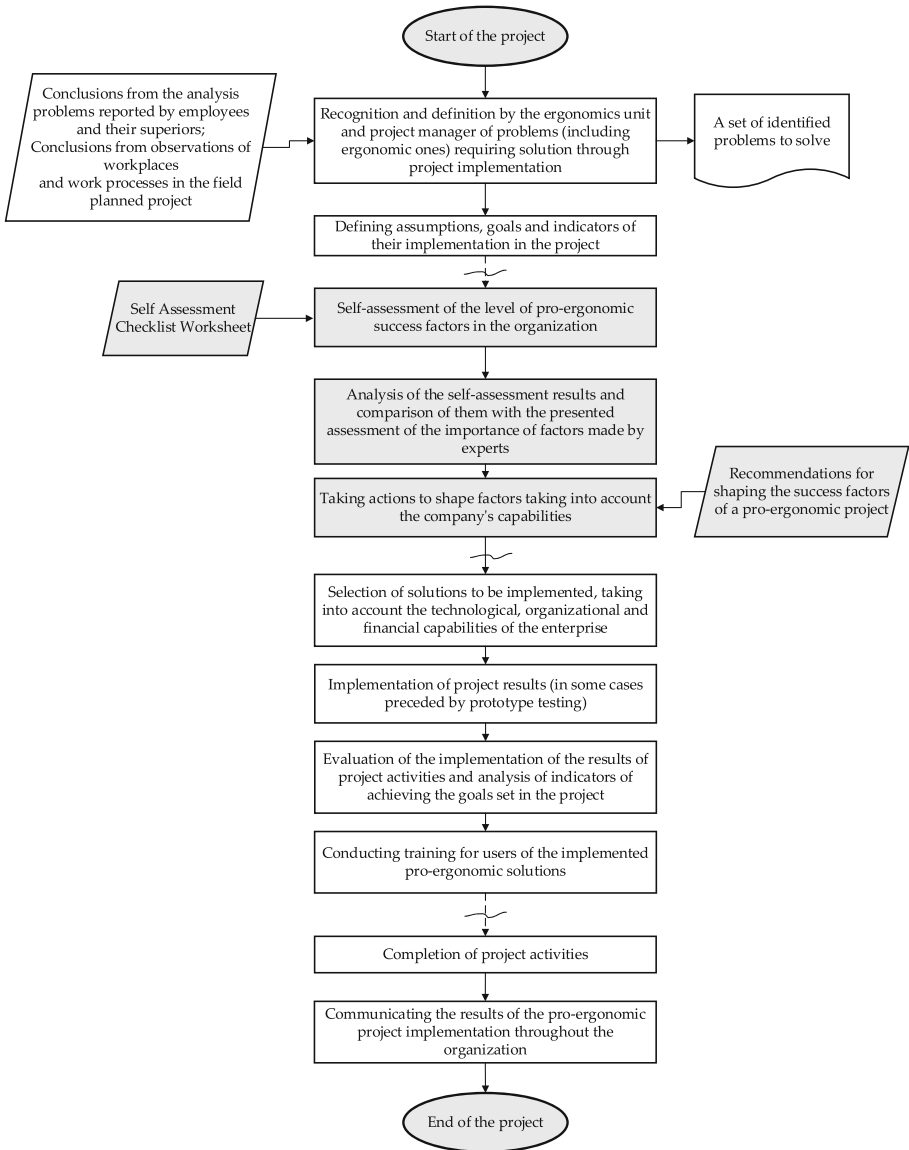 Start of the project
Conclusions from the analysis
problems reported by employees
and their superiors;
Conclusions from observations of
workplaces
and work processes in the field
planned project
Recognition and definition by the ergonomics unit
and project manager of problems (including
ergonomic ones) requiring solution through
project implementation
A set of identified
problems to solve
Defining assumptions, goals and indicators of
their implementation in the project
Self Assessment
Checklist Worksheet
Self-assessment of the level of pro-ergonomic
success factors in the organization
Analysis of the self-assessment results and
comparison of them with the presented
assessment of the importance of factors made by
experts
Taking actions to shape factors taking into account
the company's capabilities
Recommendations for
shaping the success factors
of a pro-ergonomic project
Selection of solutions to be implemented, taking
into account the technological, organizational and
financial capabilities of the enterprise
Implementation of project results (in some cases
preceded by prototype testing)
Evaluation of the implementation of the results of
project activities and analysis of indicators of
achieving the goals set in the project
Conducting training for users of the implemented
pro-ergonomic solutions
Completion of project activities
Communicating the results of the pro-ergonomic
project implementation throughout the
organization
End of the project